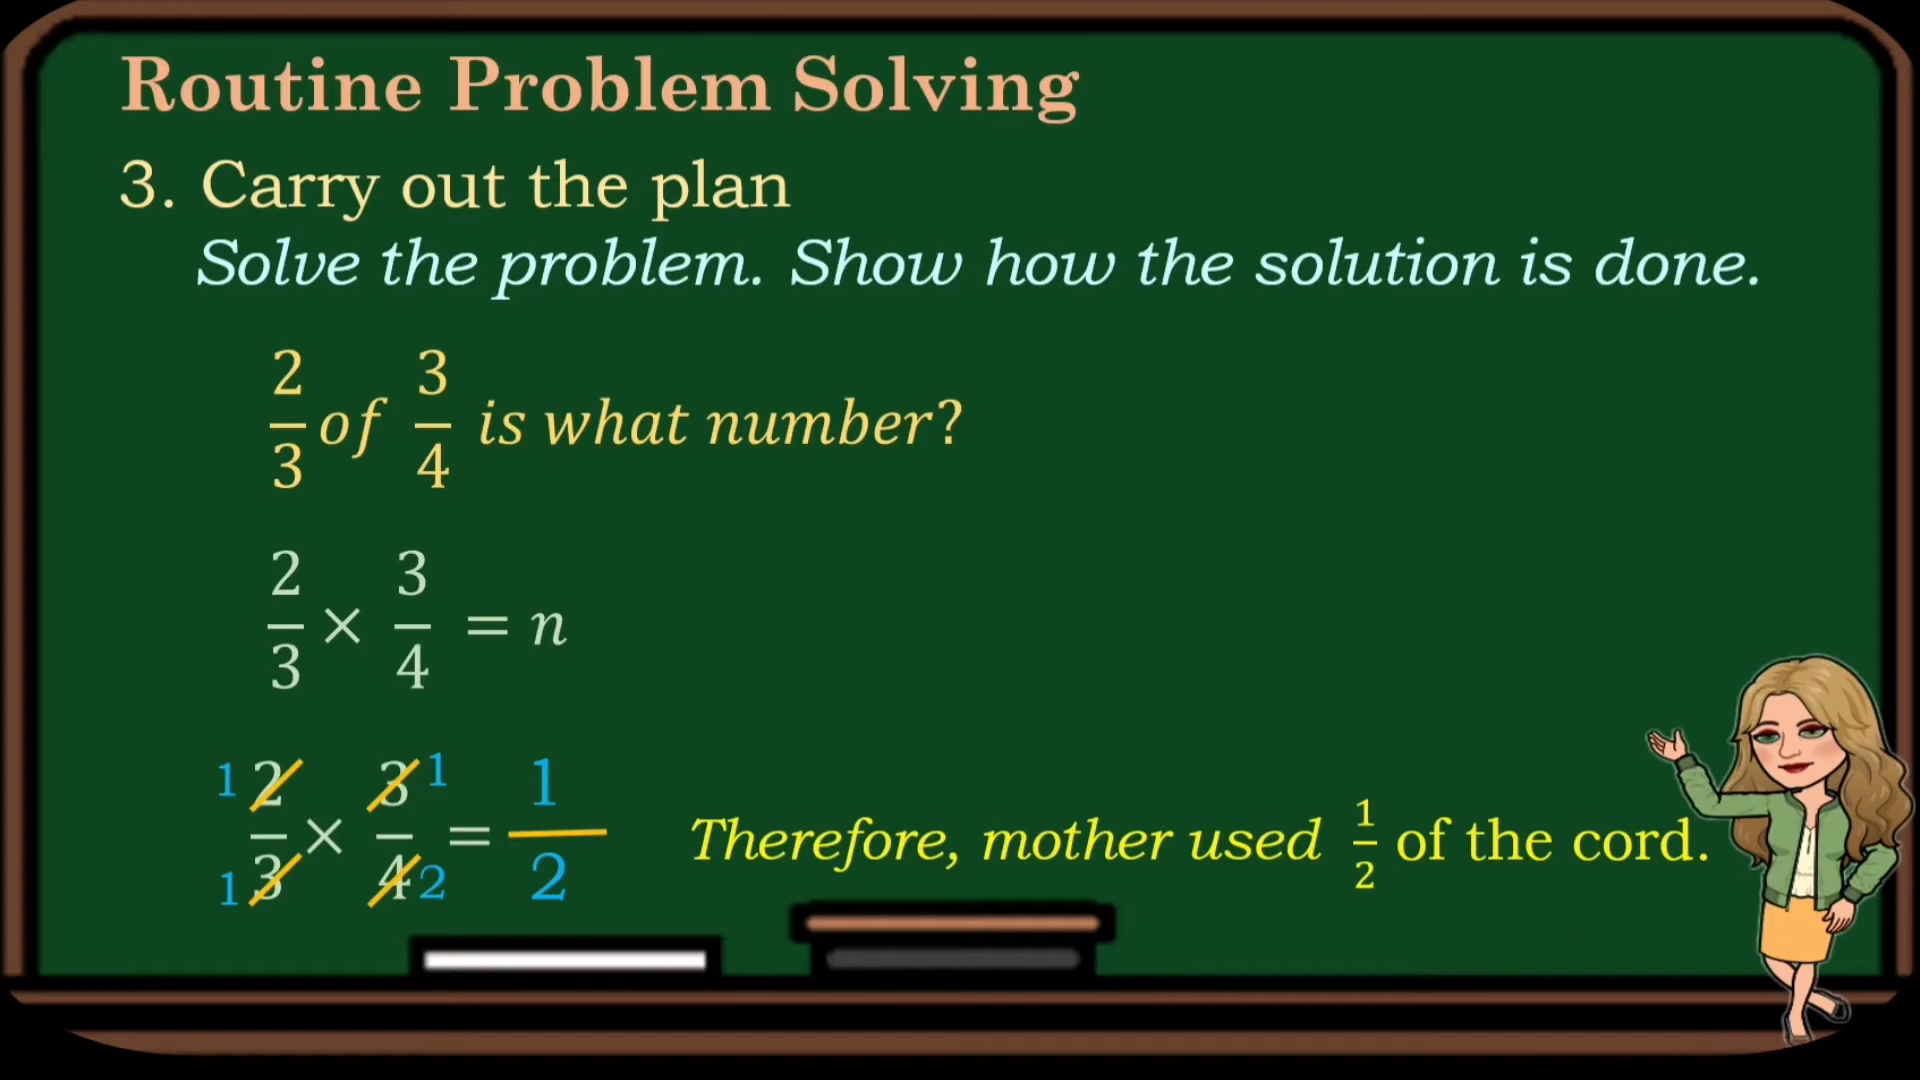 Routine Problem Solving
3. Carry out the plan
Solve the problem. Show how the solution is done.
2/3 of 3/4 is what number?
2/3 × 3/4 = n
1 2 3 1 1
× =
1 3 4 2 2
Therefore, mother used 1/2 of the cord.